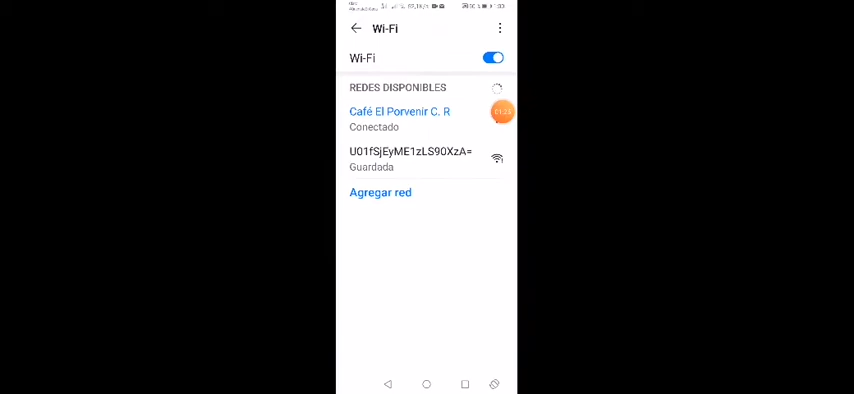 Wi-Fi
Wi-Fi
REDES DISPONIBLES
Café El Porvenir C. R
Conectado
U01fSjEyME1zLS90XzA=
Guardada
Agregar red